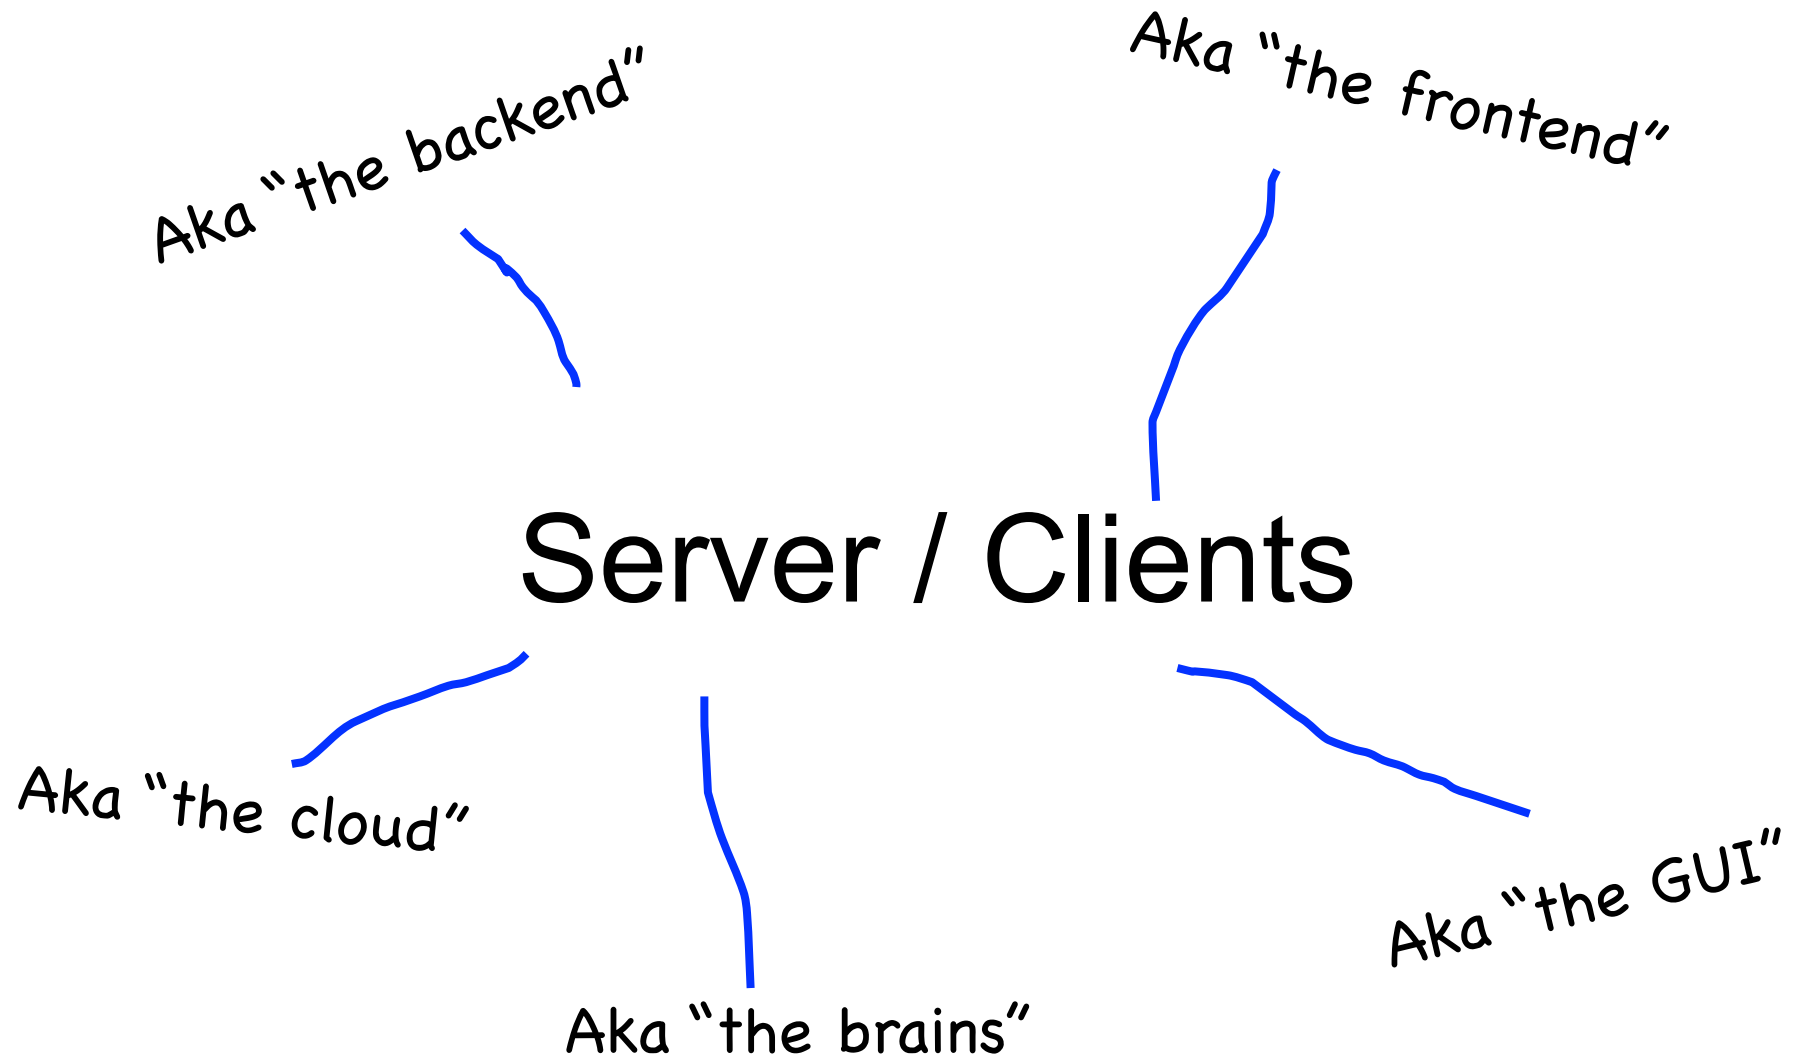 Aka “the backend”
Aka “the frontend”
Server / Clients
Aka “the cloud”
Aka “the GUI”
Aka “the brains”